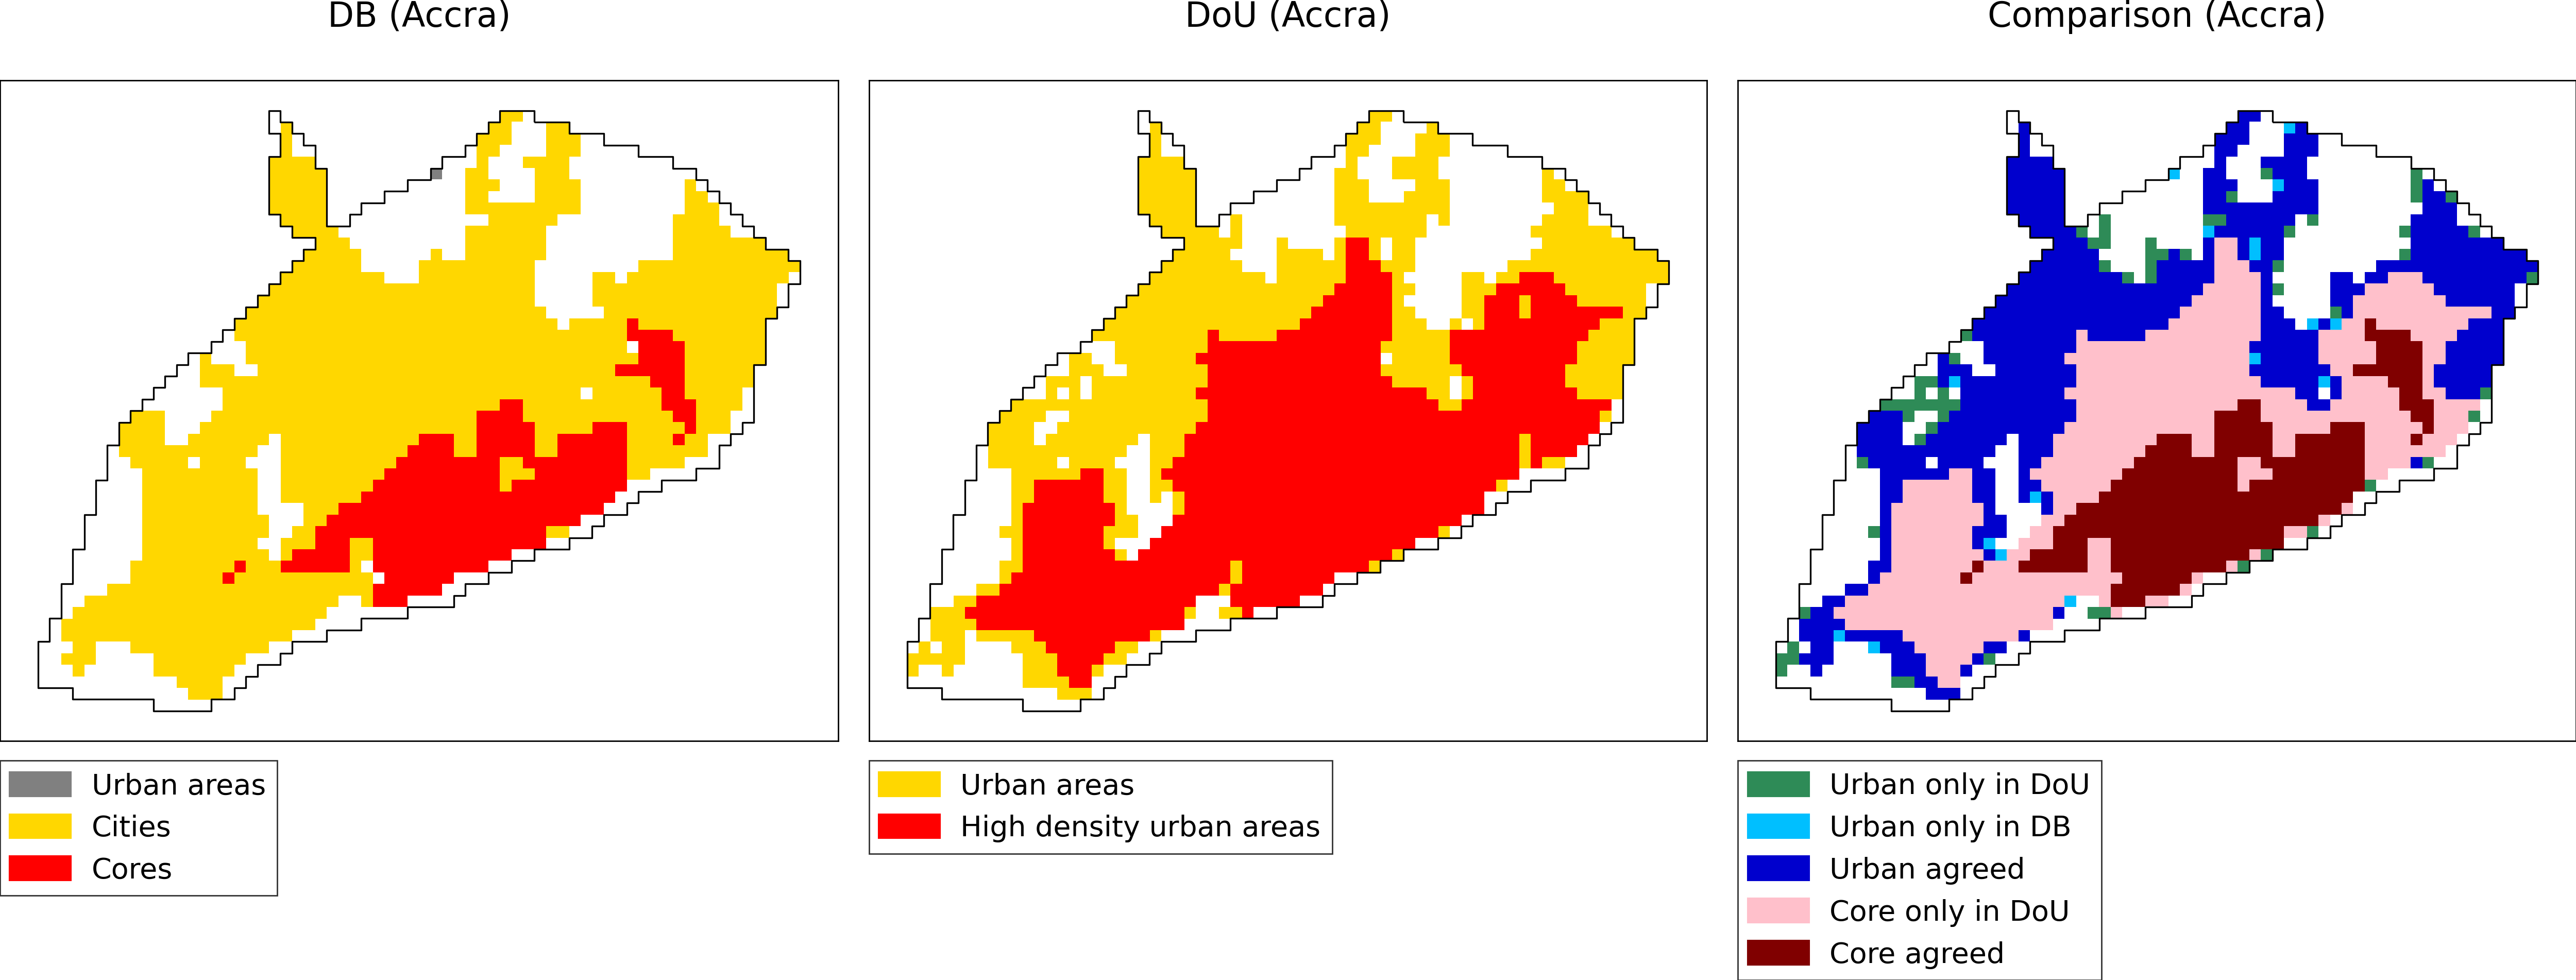 DB (Accra)
DoU (Accra)
Comparison (Accra)
Urban areas
Cities
Cores
Urban areas
High density urban areas
Urban only in DoU
Urban only in DB
Urban agreed
Core only in DoU
Core agreed